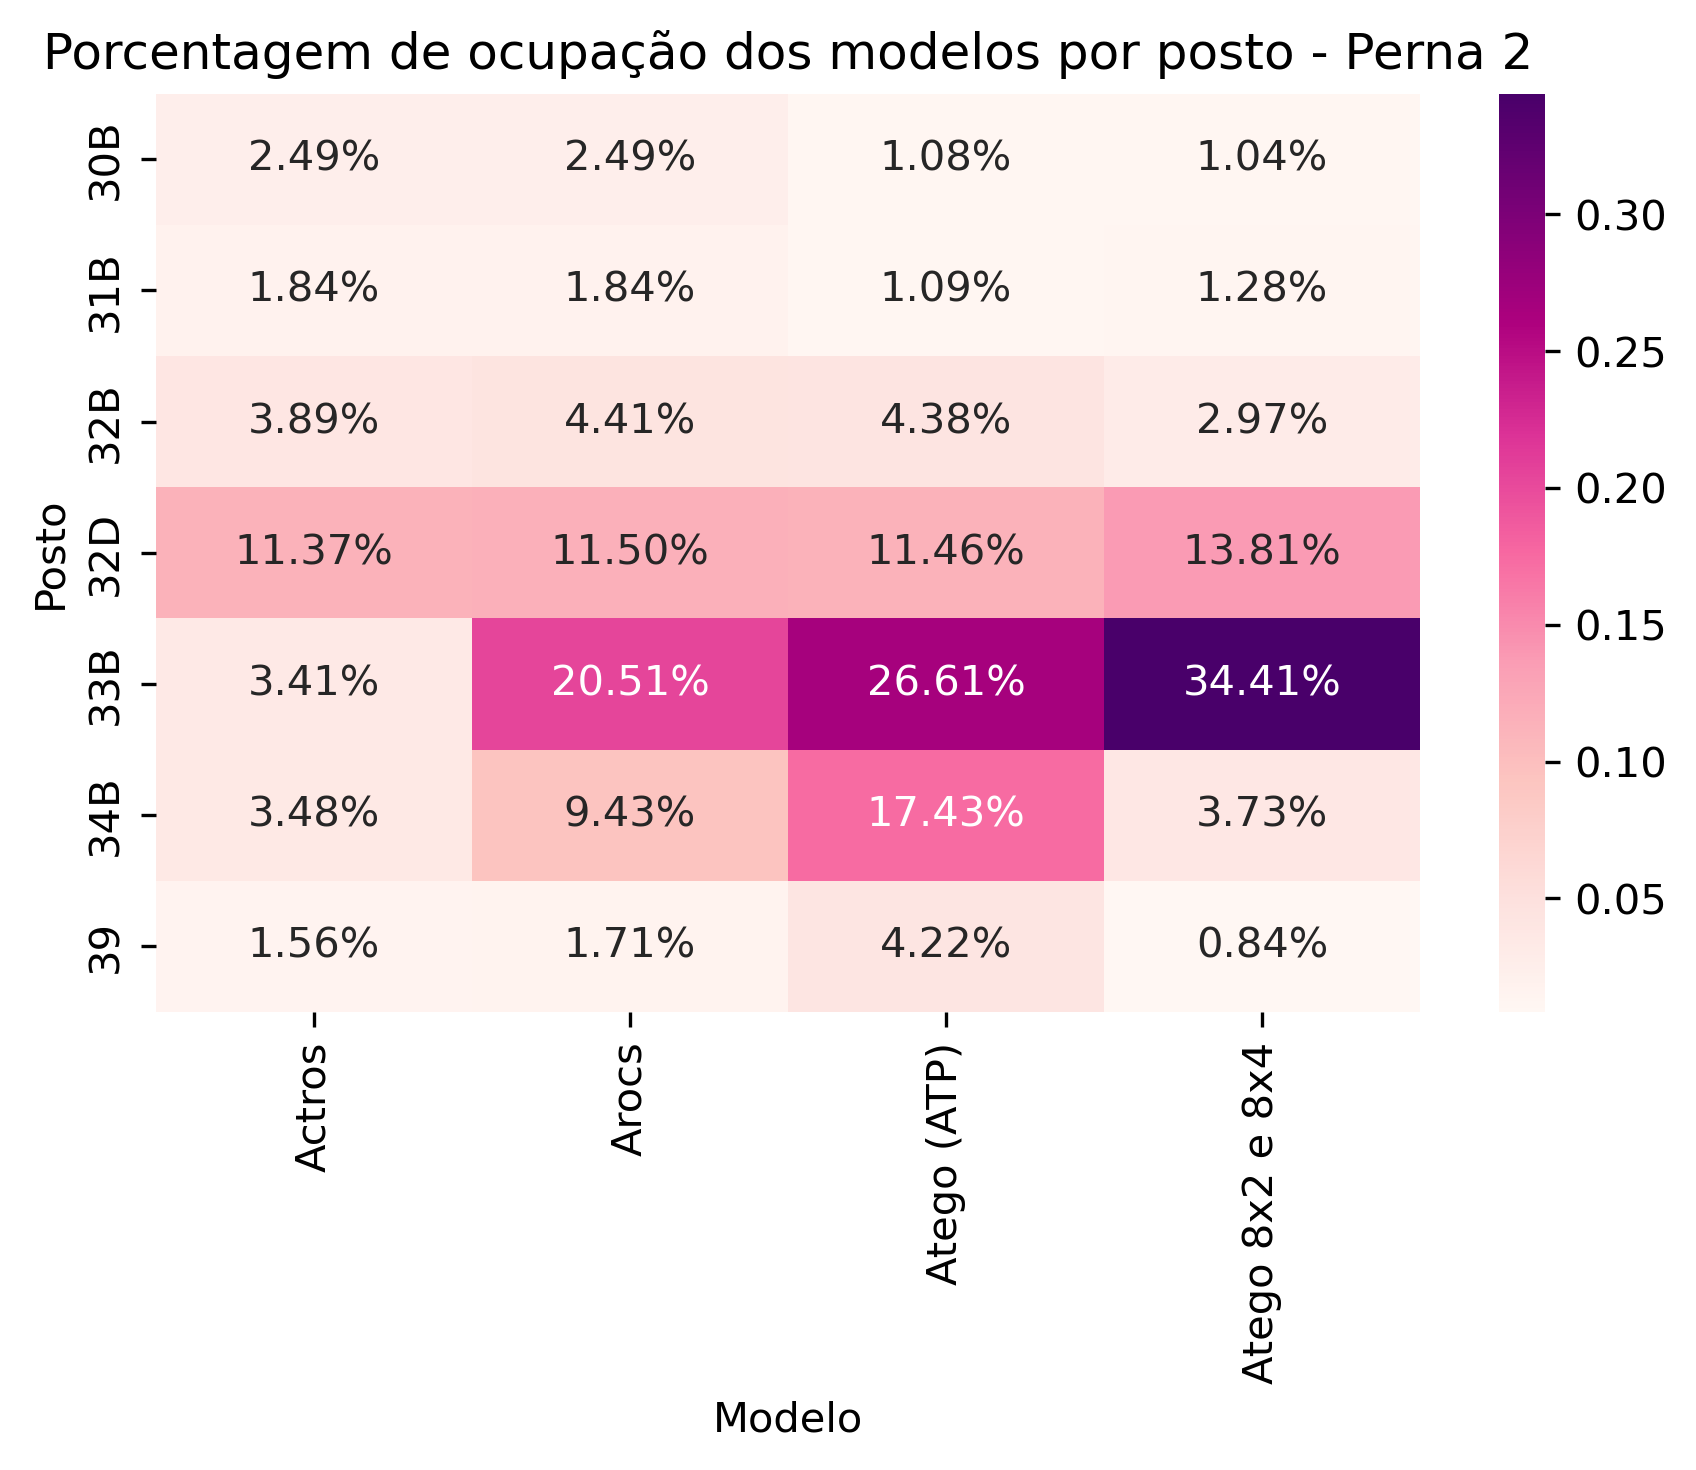 Porcentagem de ocupação dos modelos por posto - Perna 2
Posto
30B 2.49% 2.49% 1.08% 1.04%
31B 1.84% 1.84% 1.09% 1.28%
32B 3.89% 4.41% 4.38% 2.97%
32D 11.37% 11.50% 11.46% 13.81%
33B 3.41% 20.51% 26.61% 34.41%
34B 3.48% 9.43% 17.43% 3.73%
39 1.56% 1.71% 4.22% 0.84%
Actros
Arocs
Atego (ATP)
Atego 8x2 e 8x4
Modelo
0.30
0.25
0.20
0.15
0.10
0.05